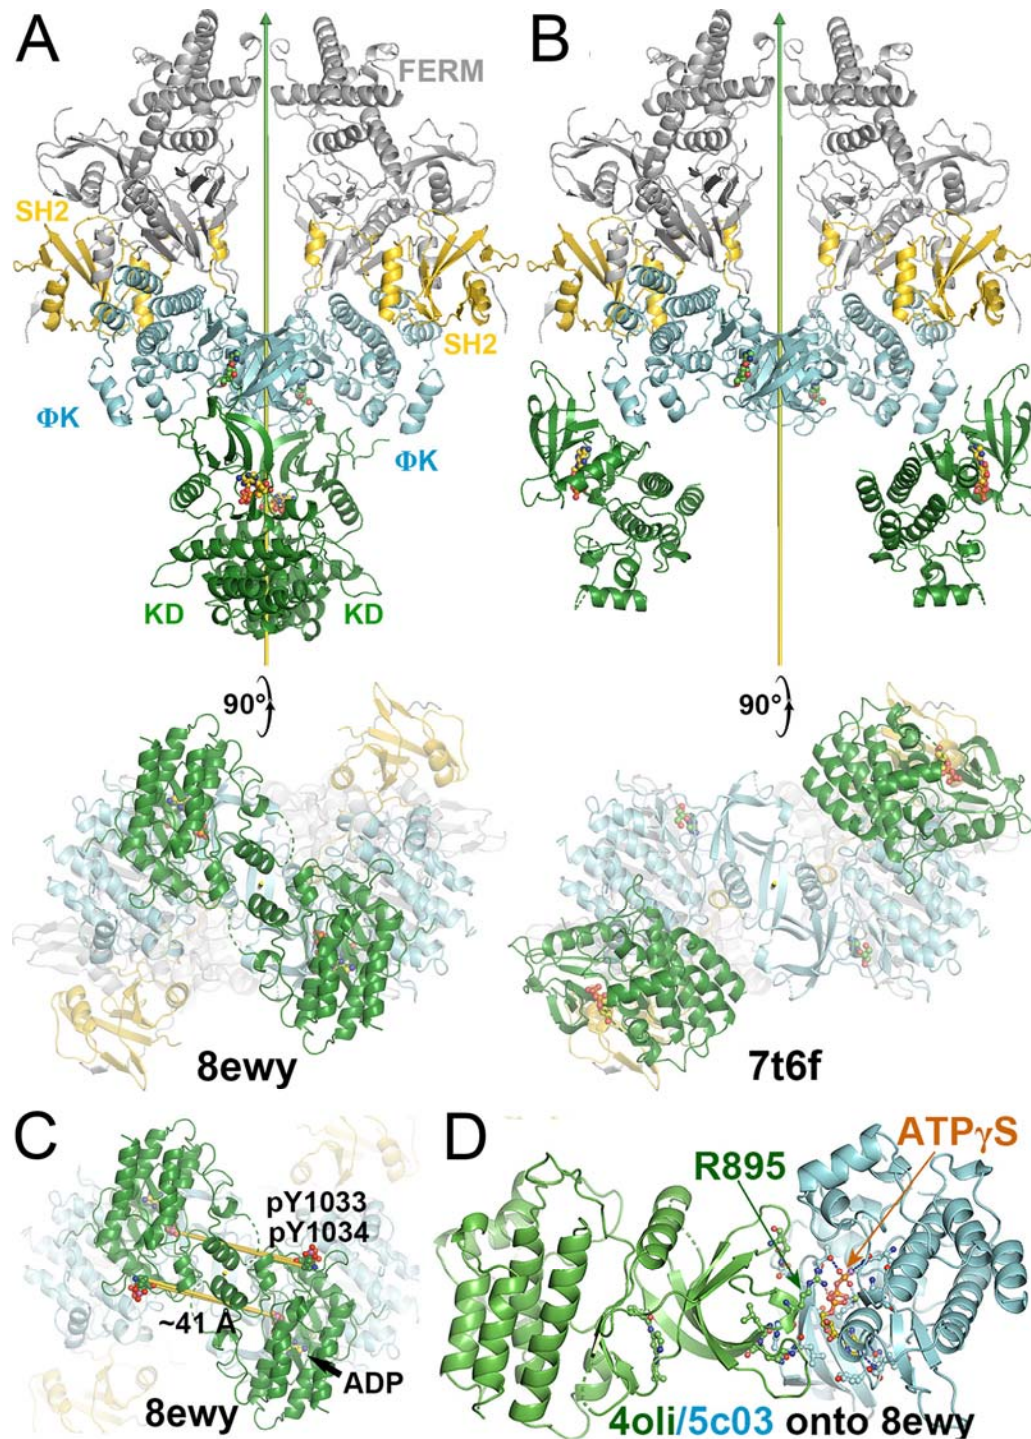 A
B
FERM
SH2
SH2
ΦK
ΦK
KD
KD
90°
90°
8ewy
7t6f
C
D
ATPγS
R895
pY1033
pY1034
~41 Å
ADP
8ewy
4oli/5c03 onto 8ewy